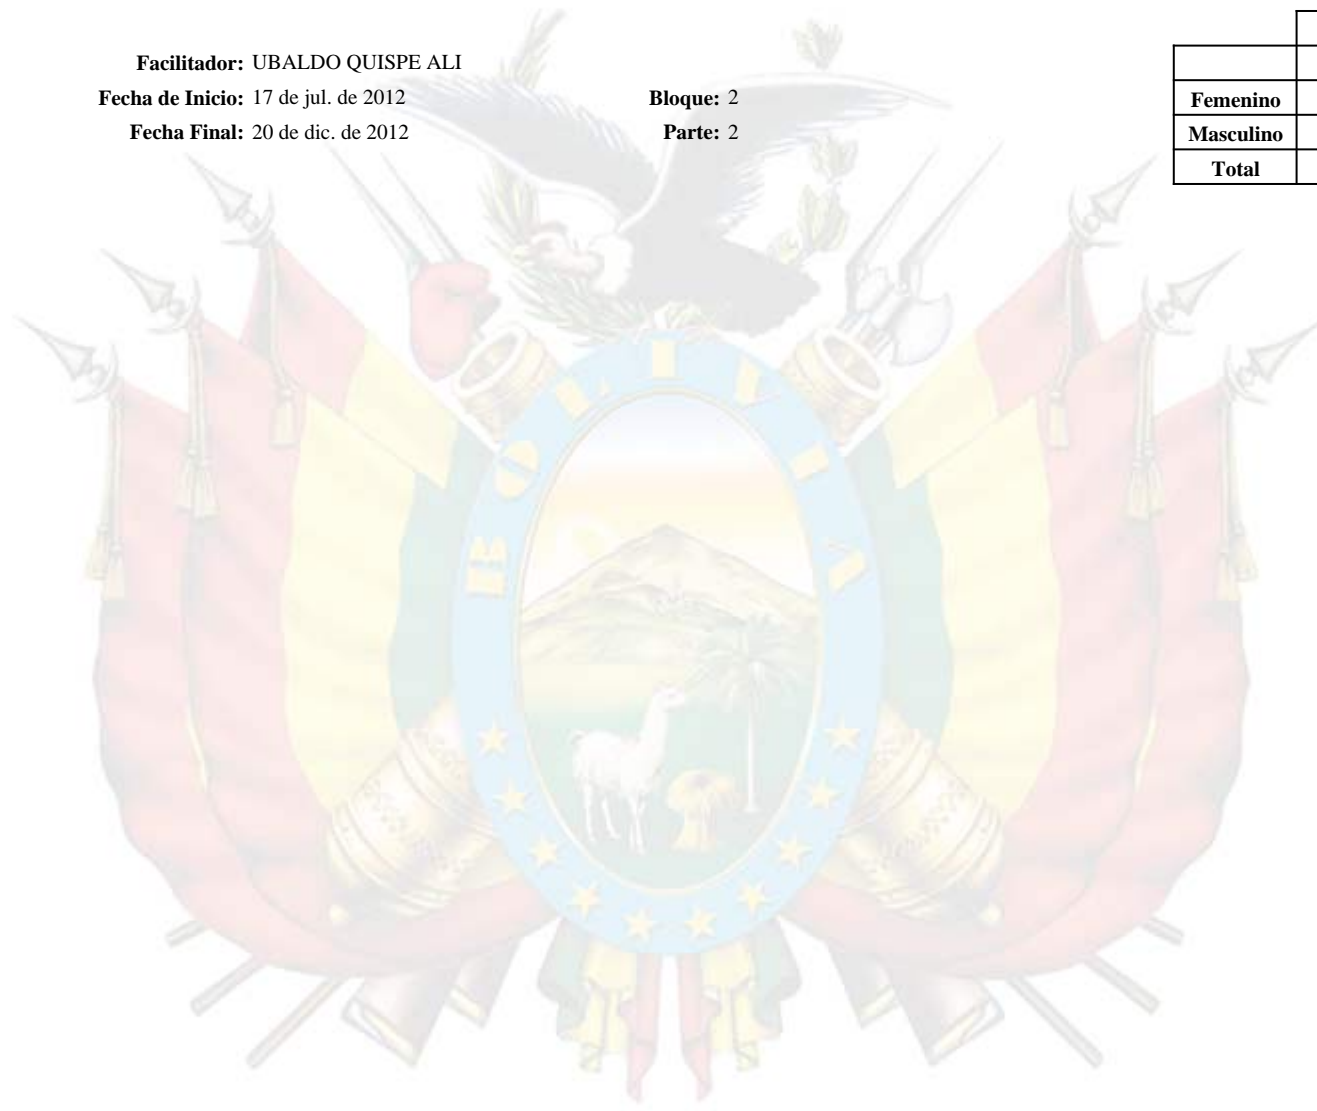 Facilitador: UBALDO QUISPE ALI
Fecha de Inicio: 17 de jul. de 2012 Bloque: 2
Fecha Final: 20 de dic. de 2012 Parte: 2
Femenino
Masculino
Total
BOLIVIA